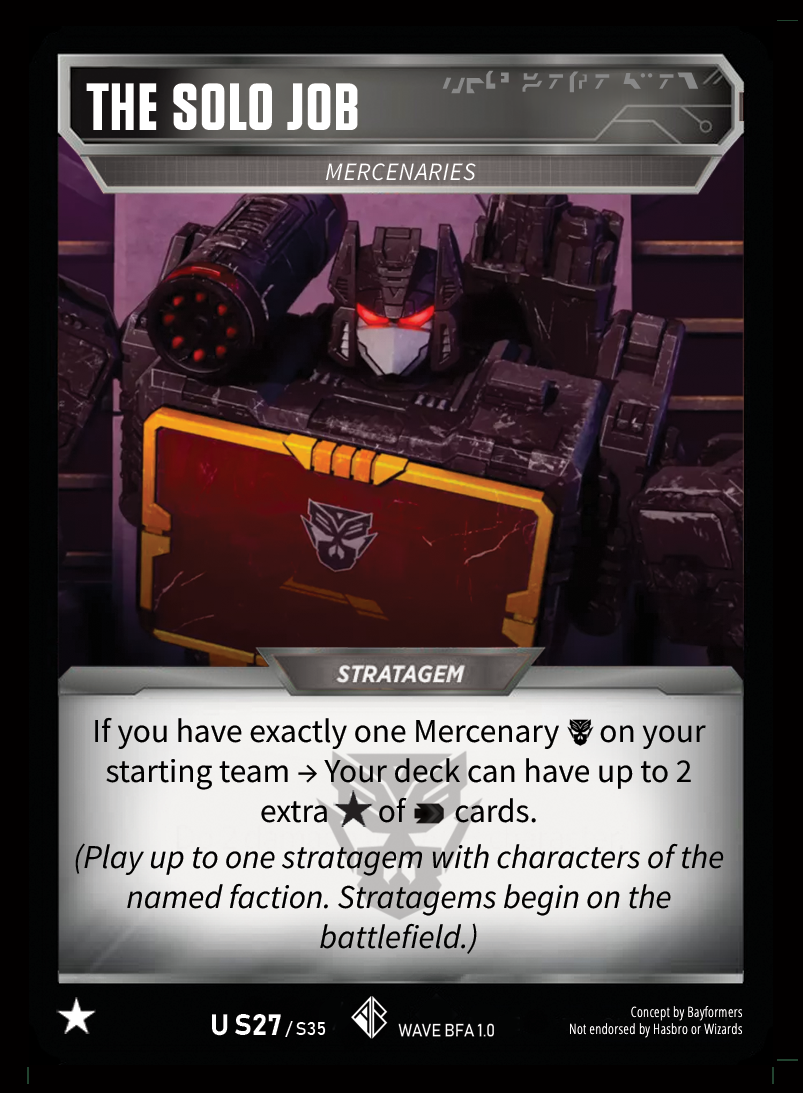 THE SOLO JOB
MERCENARIES
STRATAGEM
If you have exactly one Mercenary on your
starting team → Your deck can have up to 2
extra ★ of cards.
(Play up to one stratagem with characters of the
named faction. Stratagems begin on the
battlefield.)
U S27 / S35
WAVE BFA 1.0
Concept by Bayformers
Not endorsed by Hasbro or Wizards